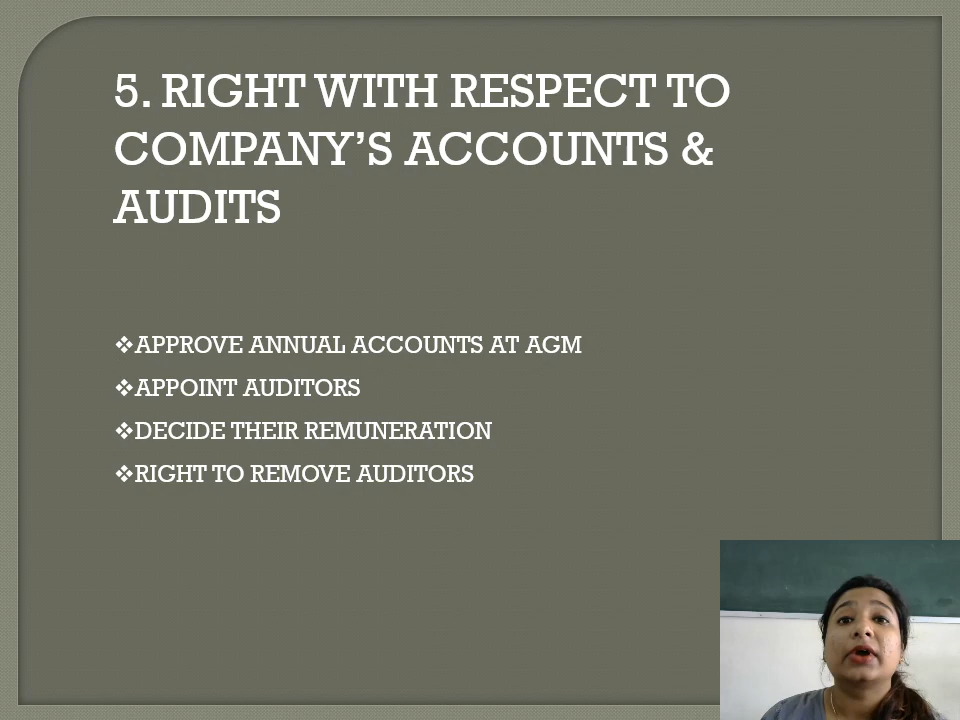 5. RIGHT WITH RESPECT TO
COMPANY’S ACCOUNTS &
AUDITS
❖APPROVE ANNUAL ACCOUNTS AT AGM
❖APPOINT AUDITORS
❖DECIDE THEIR REMUNERATION
❖RIGHT TO REMOVE AUDITORS